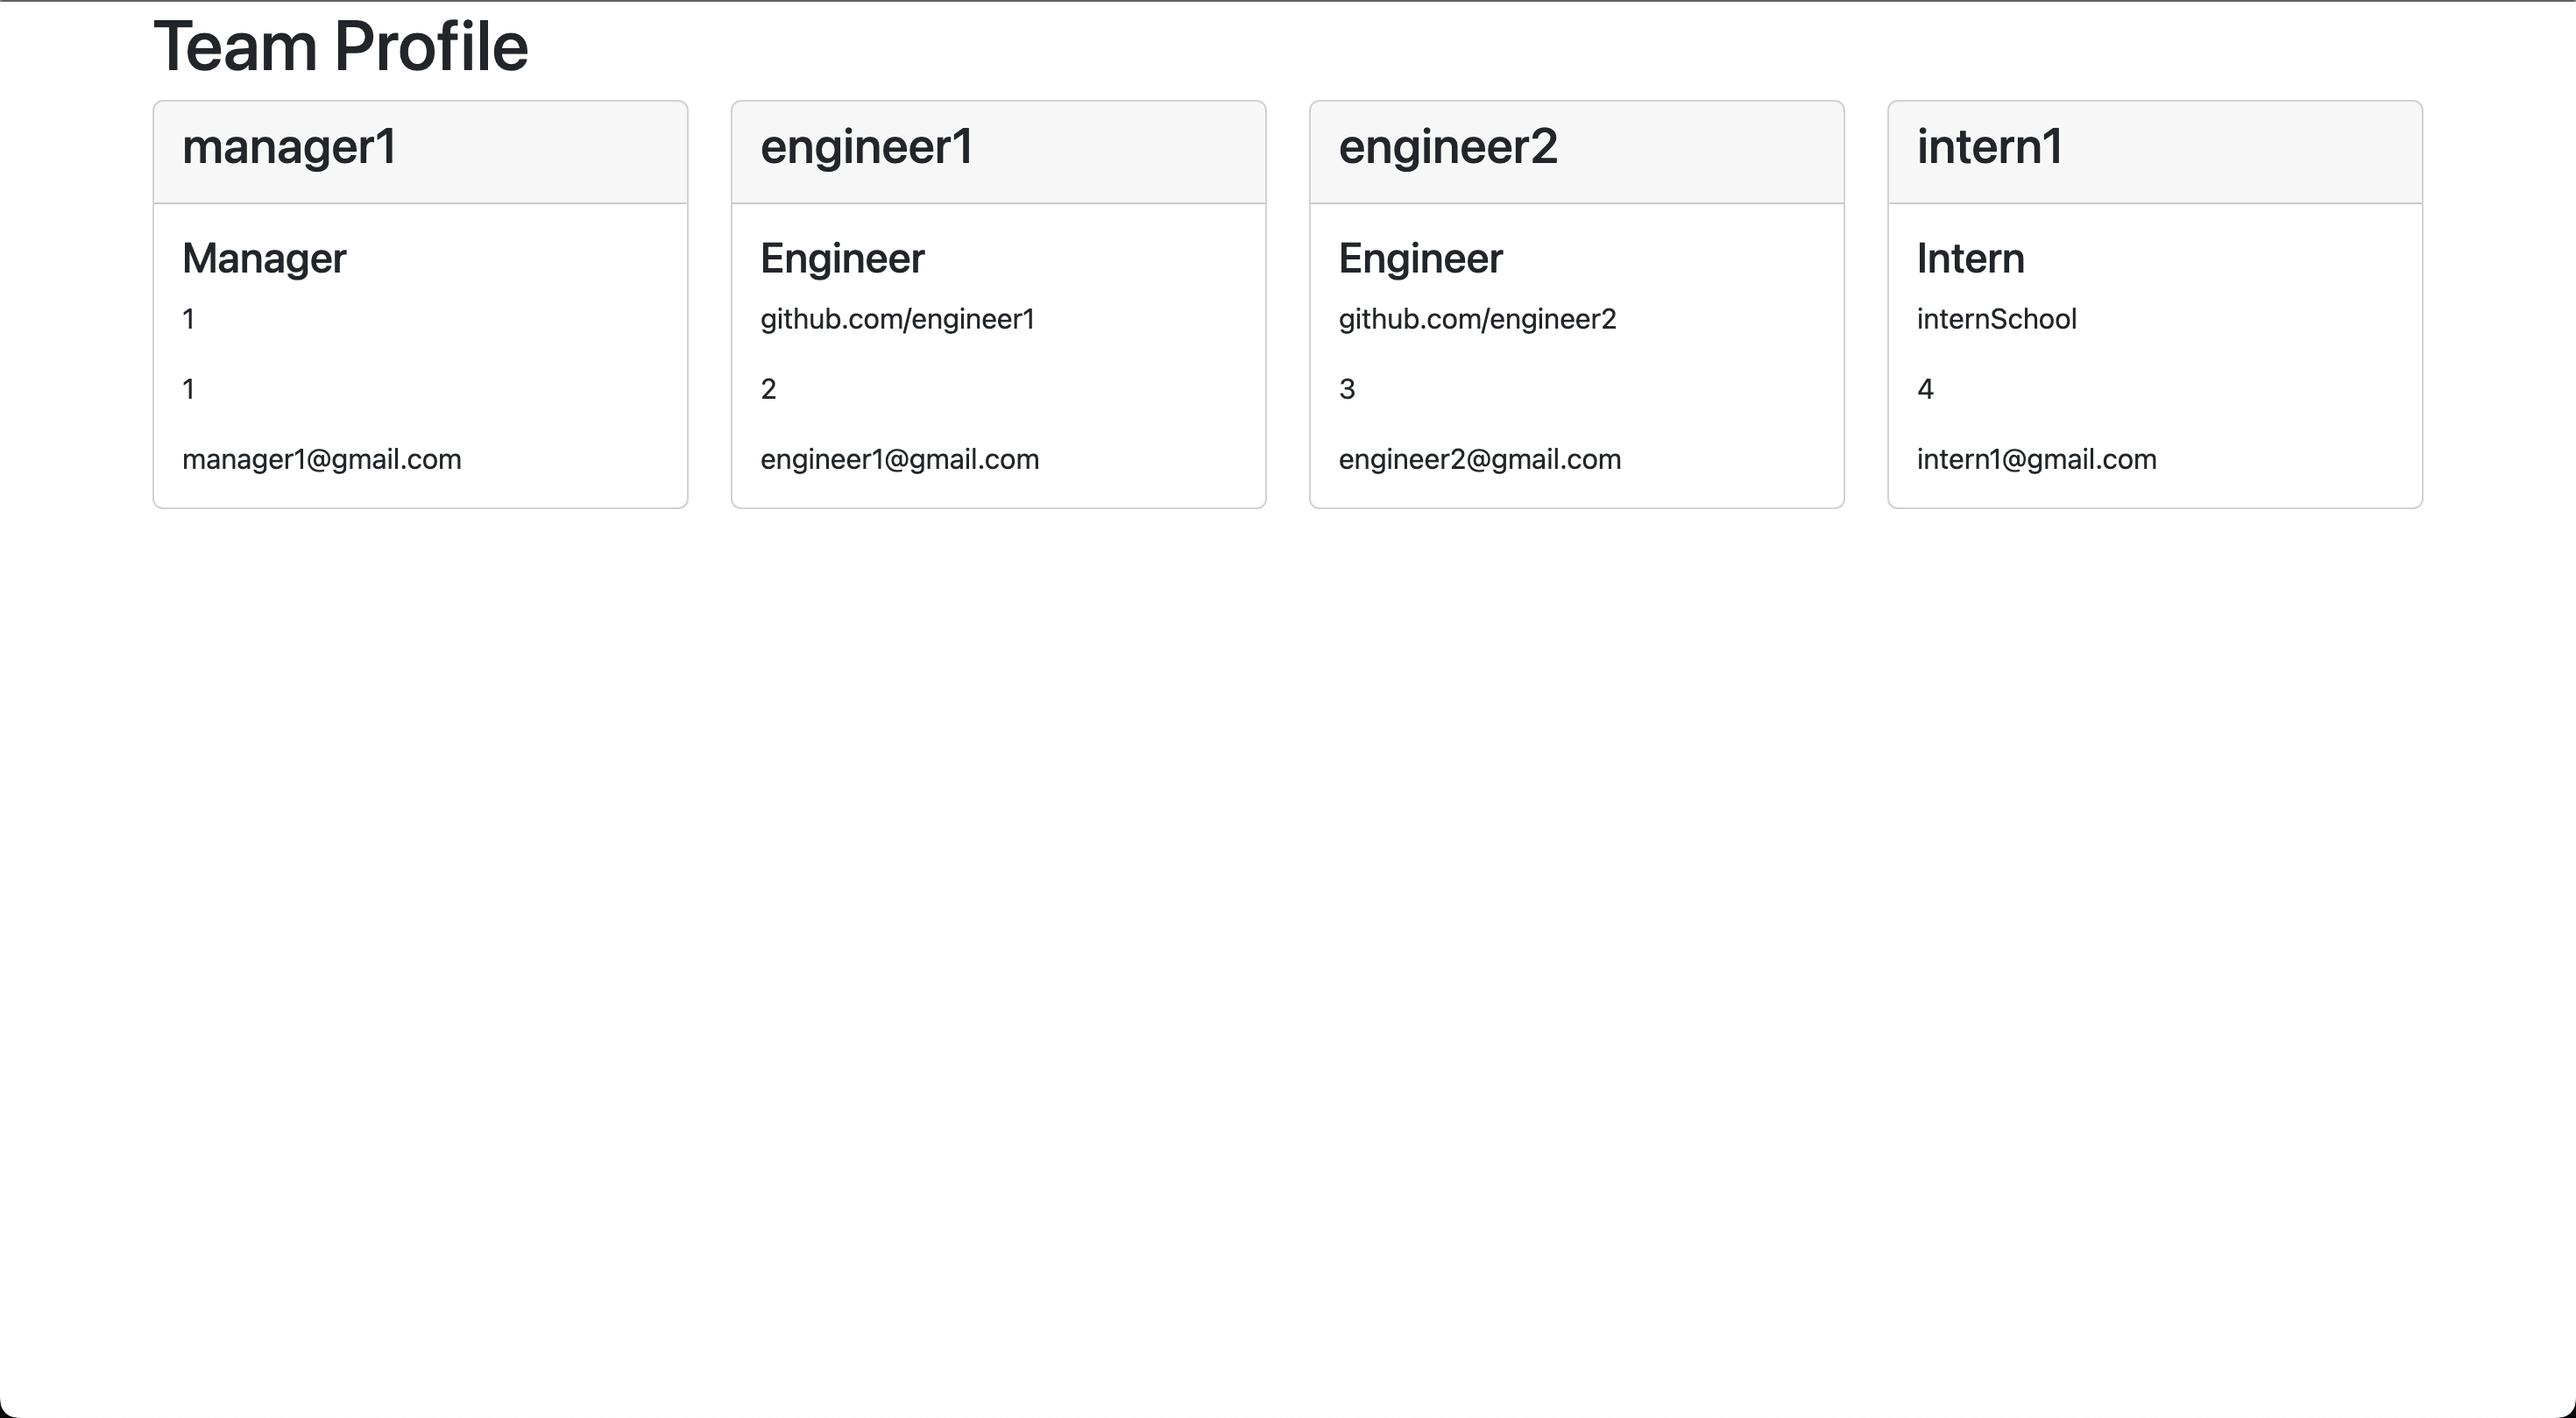 Team Profile
manager1
Manager
1
1
manager1@gmail.com
engineer1
Engineer
github.com/engineer1
2
engineer1@gmail.com
engineer2
Engineer
github.com/engineer2
3
engineer2@gmail.com
intern1
Intern
internSchool
4
intern1@gmail.com